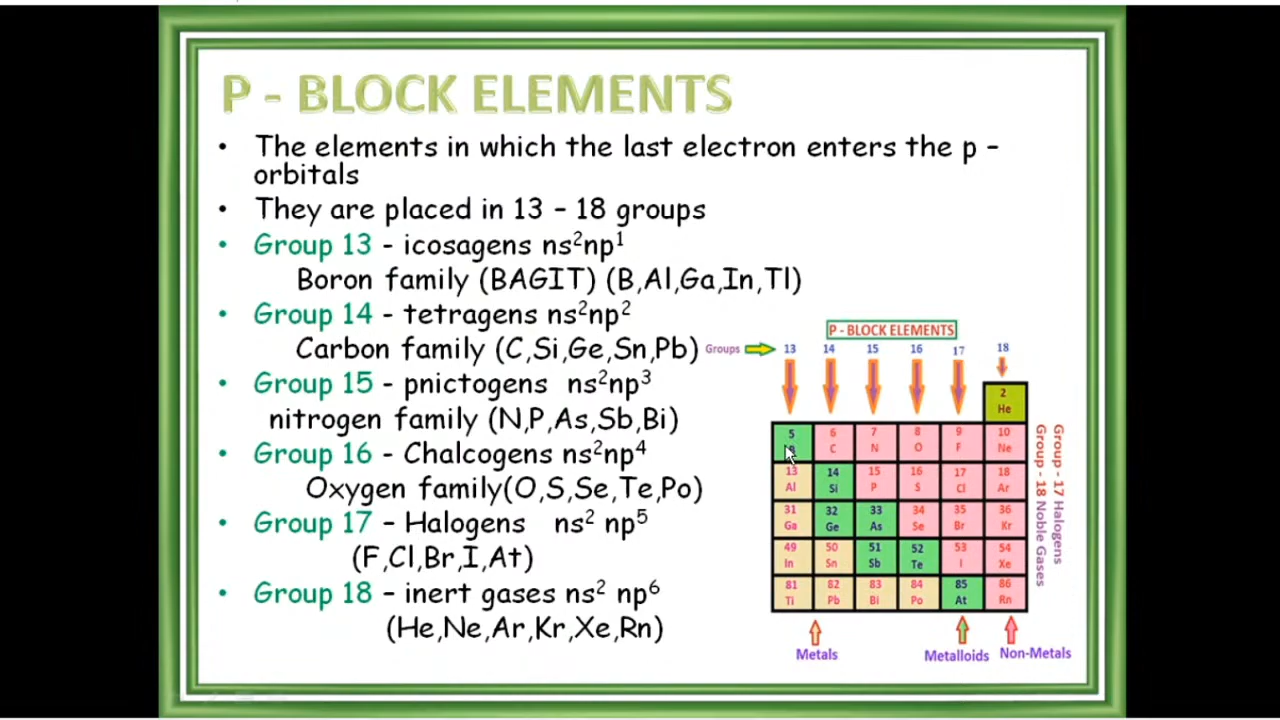 P - BLOCK ELEMENTS
• The elements in which the last electron enters the p –
orbitals
• They are placed in 13 – 18 groups
• Group 13 - icosagens ns²np¹
Boron family (BAGIT) (B,Al,Ga,In,Tl)
• Group 14 - tetragens ns²np²
Carbon family (C,Si,Ge,Sn,Pb)
• Group 15 - pnictogens ns²np³
nitrogen family (N,P,As,Sb,Bi)
• Group 16 - Chalcogens ns²np⁴
Oxygen family(O,S,Se,Te,Po)
• Group 17 – Halogens ns² np⁵
(F,Cl,Br,I,At)
• Group 18 – inert gases ns² np⁶
(He,Ne,Ar,Kr,Xe,Rn)
P - BLOCK ELEMENTS
Groups 13 14 15 16 17 18
2
He
5 6 7 8 9 10
C N O F Ne
13 14 15 16 17 18
Al Si P S Cl Ar
31 32 33 34 35 36
Ga Ge As Se Br Kr
49 50 51 52 53 54
In Sn Sb Te I Xe
81 82 83 84 85 86
Ti Pb Bi Po At Rn
Group - 17 Halogens
Group - 18 Noble Gases
Metals Metalloids Non-Metals